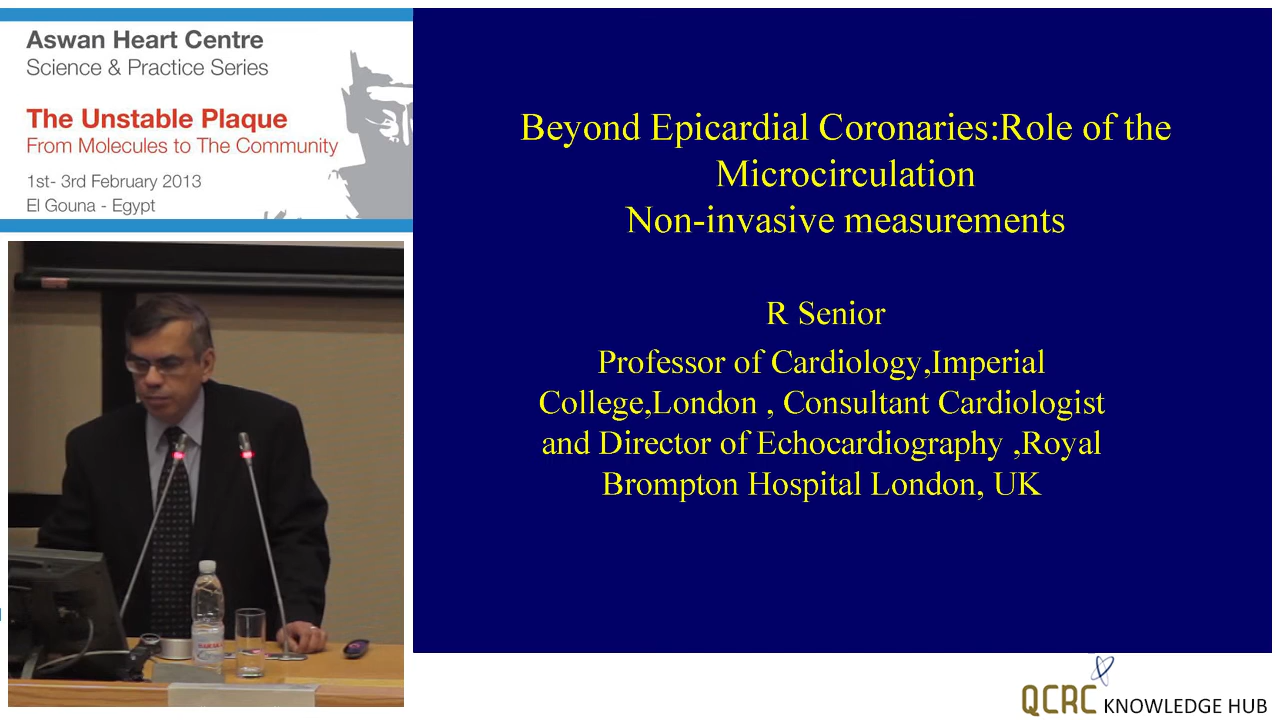 Aswan Heart Centre
Science & Practice Series
The Unstable Plaque
From Molecules to The Community
1st- 3rd February 2013
El Gouna - Egypt
Beyond Epicardial Coronaries:Role of the
Microcirculation
Non-invasive measurements
R Senior
Professor of Cardiology,Imperial
College,London , Consultant Cardiologist
and Director of Echocardiography ,Royal
Brompton Hospital London, UK
QCRC KNOWLEDGE HUB